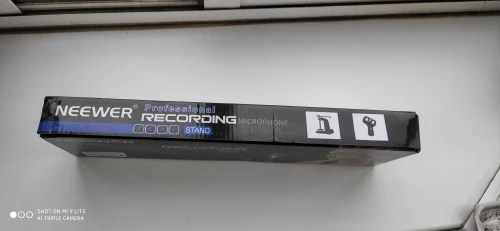 NEEWER®
Professional
RECORDING MICROPHONE
STAND
SHOT ON MI 9 LITE
AI TRIPLE CAMERA